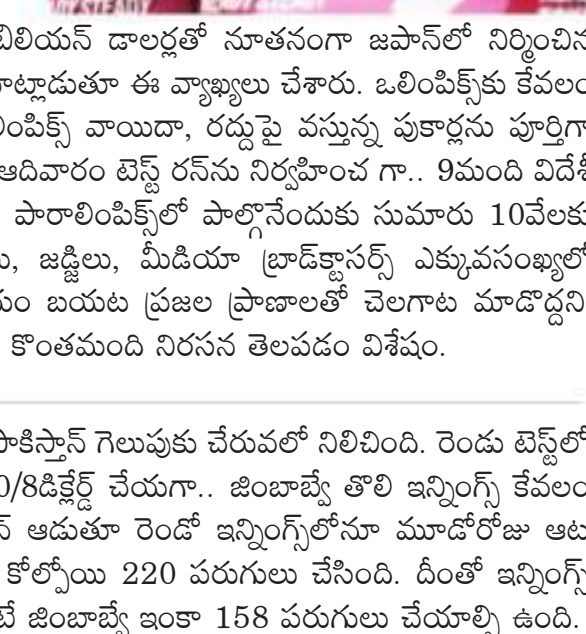 బిలియన్ డాలర్లతో నూతనంగా జపాన్‌లో నిర్మించిన
ఈ వ్యాఖ్యలు చేశారు. ఒలింపిక్స్‌కు కేవలం
వాయిదా, రద్దుపై వస్తున్న పుకార్లను పూర్తిగా
ఆదివారం టెస్ట్ రన్‌ను నిర్వహించ గా.. 9మంది విదేశీ
పారాలింపిక్స్‌లో పాల్గొనేందుకు సుమారు 10వేలకు
జడ్జిలు, మీడియా బ్రాడ్‌క్టాసర్స్ ఎక్కువసంఖ్యలో
బయట ప్రజల ప్రాణాలతో చెలగాట మాడొద్దని
కొంతమంది నిరసన తెలపడం విశేషం.
పాకిస్తాన్ గెలుపుకు చేరువలో నిలిచింది. రెండు టెస్ట్‌లో
0/8డిక్లేర్డ్ చేయగా.. జింబాబ్వే తొలి ఇన్నింగ్స్ కేవలం
ఆడుతూ రెండో ఇన్నింగ్స్‌లోనూ మూడోరోజు ఆట
కోల్పోయి 220 పరుగులు చేసింది. దీంతో ఇన్నింగ్స్
జింబాబ్వే ఇంకా 158 పరుగులు చేయాల్సి ఉంది.